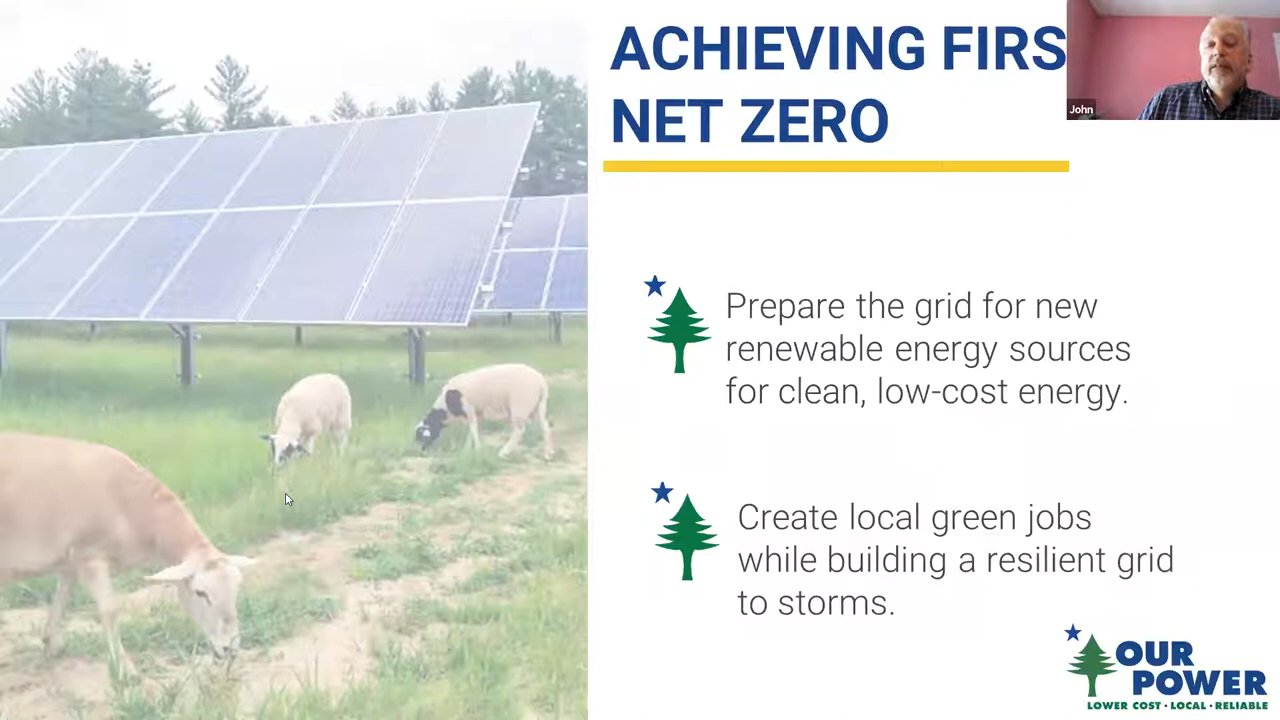 ACHIEVING FIRS
NET ZERO
John
Prepare the grid for new
renewable energy sources
for clean, low-cost energy.
Create local green jobs
while building a resilient grid
to storms.
OUR
POWER
LOWER COST · LOCAL · RELIABLE